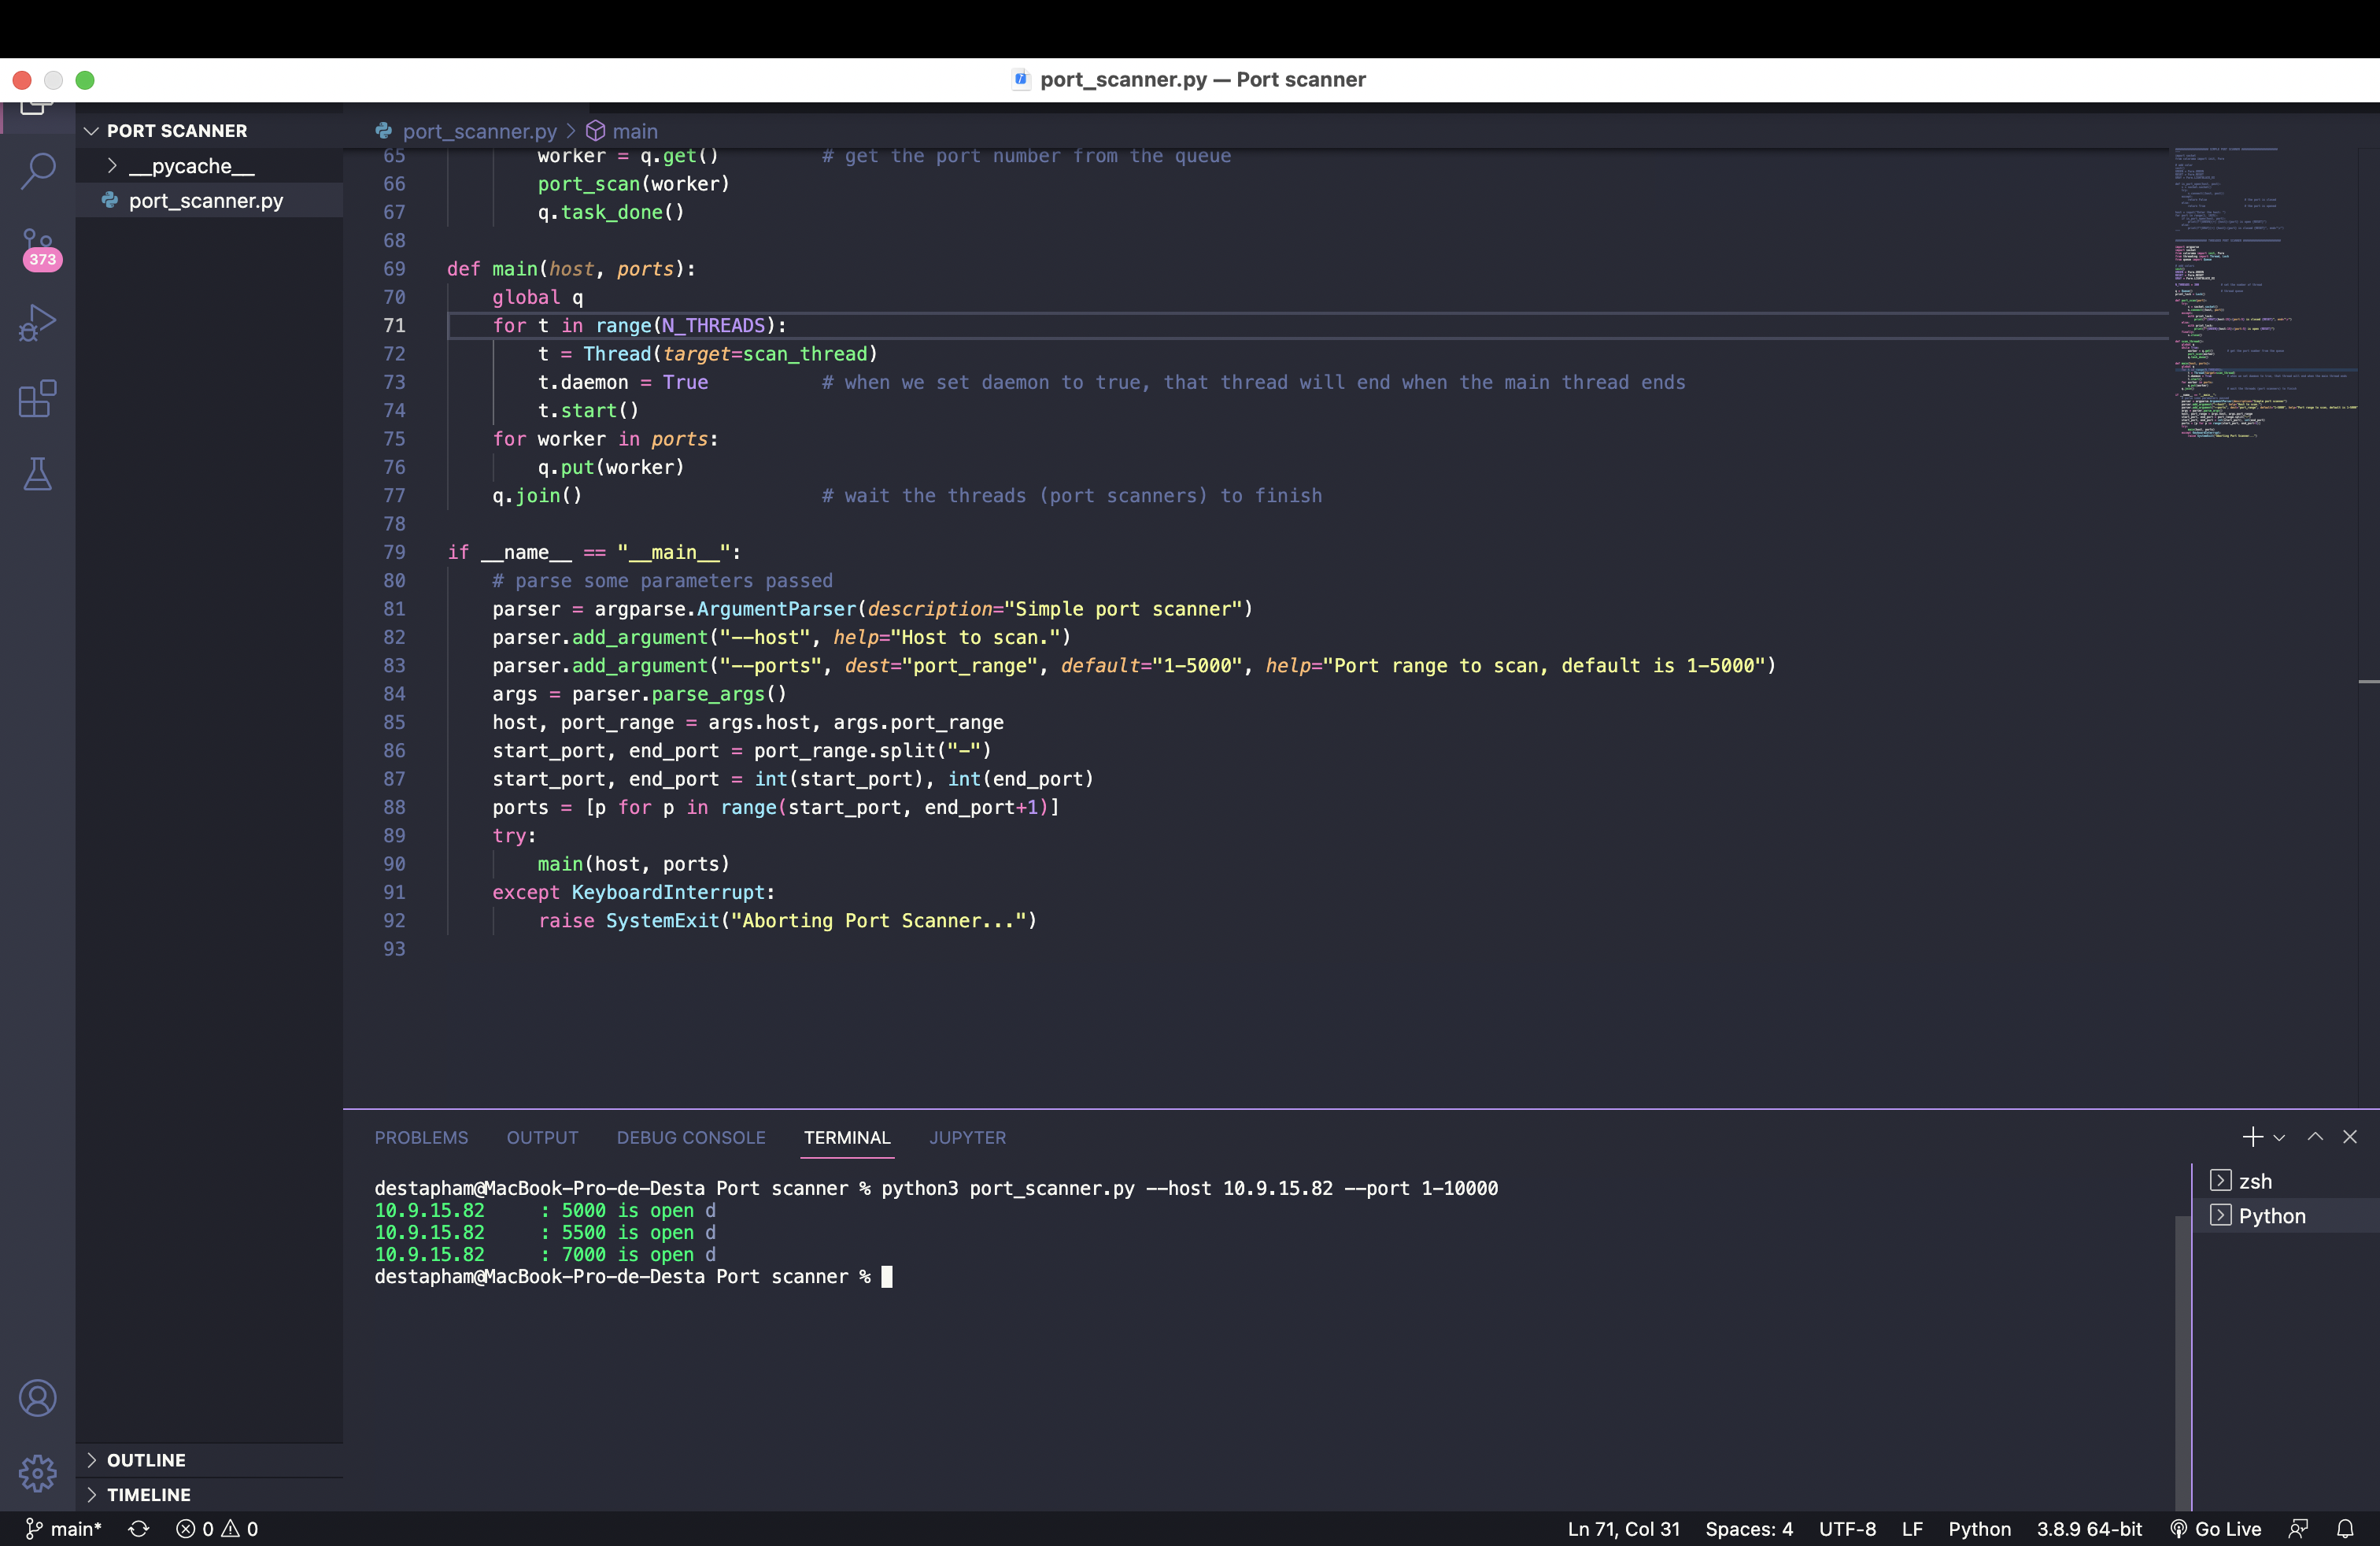 port_scanner.py — Port scanner
PORT SCANNER
__pycache__
port_scanner.py
373
port_scanner.py > main
65 worker = q.get() # get the port number from the queue
66 port_scan(worker)
67 q.task_done()
68
69 def main(host, ports):
70 global q
71 for t in range(N_THREADS):
72 t = Thread(target=scan_thread)
73 t.daemon = True # when we set daemon to true, that thread will end when the main thread ends
74 t.start()
75 for worker in ports:
76 q.put(worker)
77 q.join() # wait the threads (port scanners) to finish
78
79 if __name__ == "__main__":
80 # parse some parameters passed
81 parser = argparse.ArgumentParser(description="Simple port scanner")
82 parser.add_argument("--host", help="Host to scan.")
83 parser.add_argument("--ports", dest="port_range", default="1-5000", help="Port range to scan, default is 1-5000")
84 args = parser.parse_args()
85 host, port_range = args.host, args.port_range
86 start_port, end_port = port_range.split("-")
87 start_port, end_port = int(start_port), int(end_port)
88 ports = [p for p in range(start_port, end_port+1)]
89 try:
90 main(host, ports)
91 except KeyboardInterrupt:
92 raise SystemExit("Aborting Port Scanner...")
93
PROBLEMS OUTPUT DEBUG CONSOLE TERMINAL JUPYTER
destapham@MacBook-Pro-de-Desta Port scanner % python3 port_scanner.py --host 10.9.15.82 --port 1-10000
10.9.15.82 : 5000 is open d
10.9.15.82 : 5500 is open d
10.9.15.82 : 7000 is open d
destapham@MacBook-Pro-de-Desta Port scanner %
zsh
Python
OUTLINE
TIMELINE
main* 0 0 Ln 71, Col 31 Spaces: 4 UTF-8 LF Python 3.8.9 64-bit Go Live